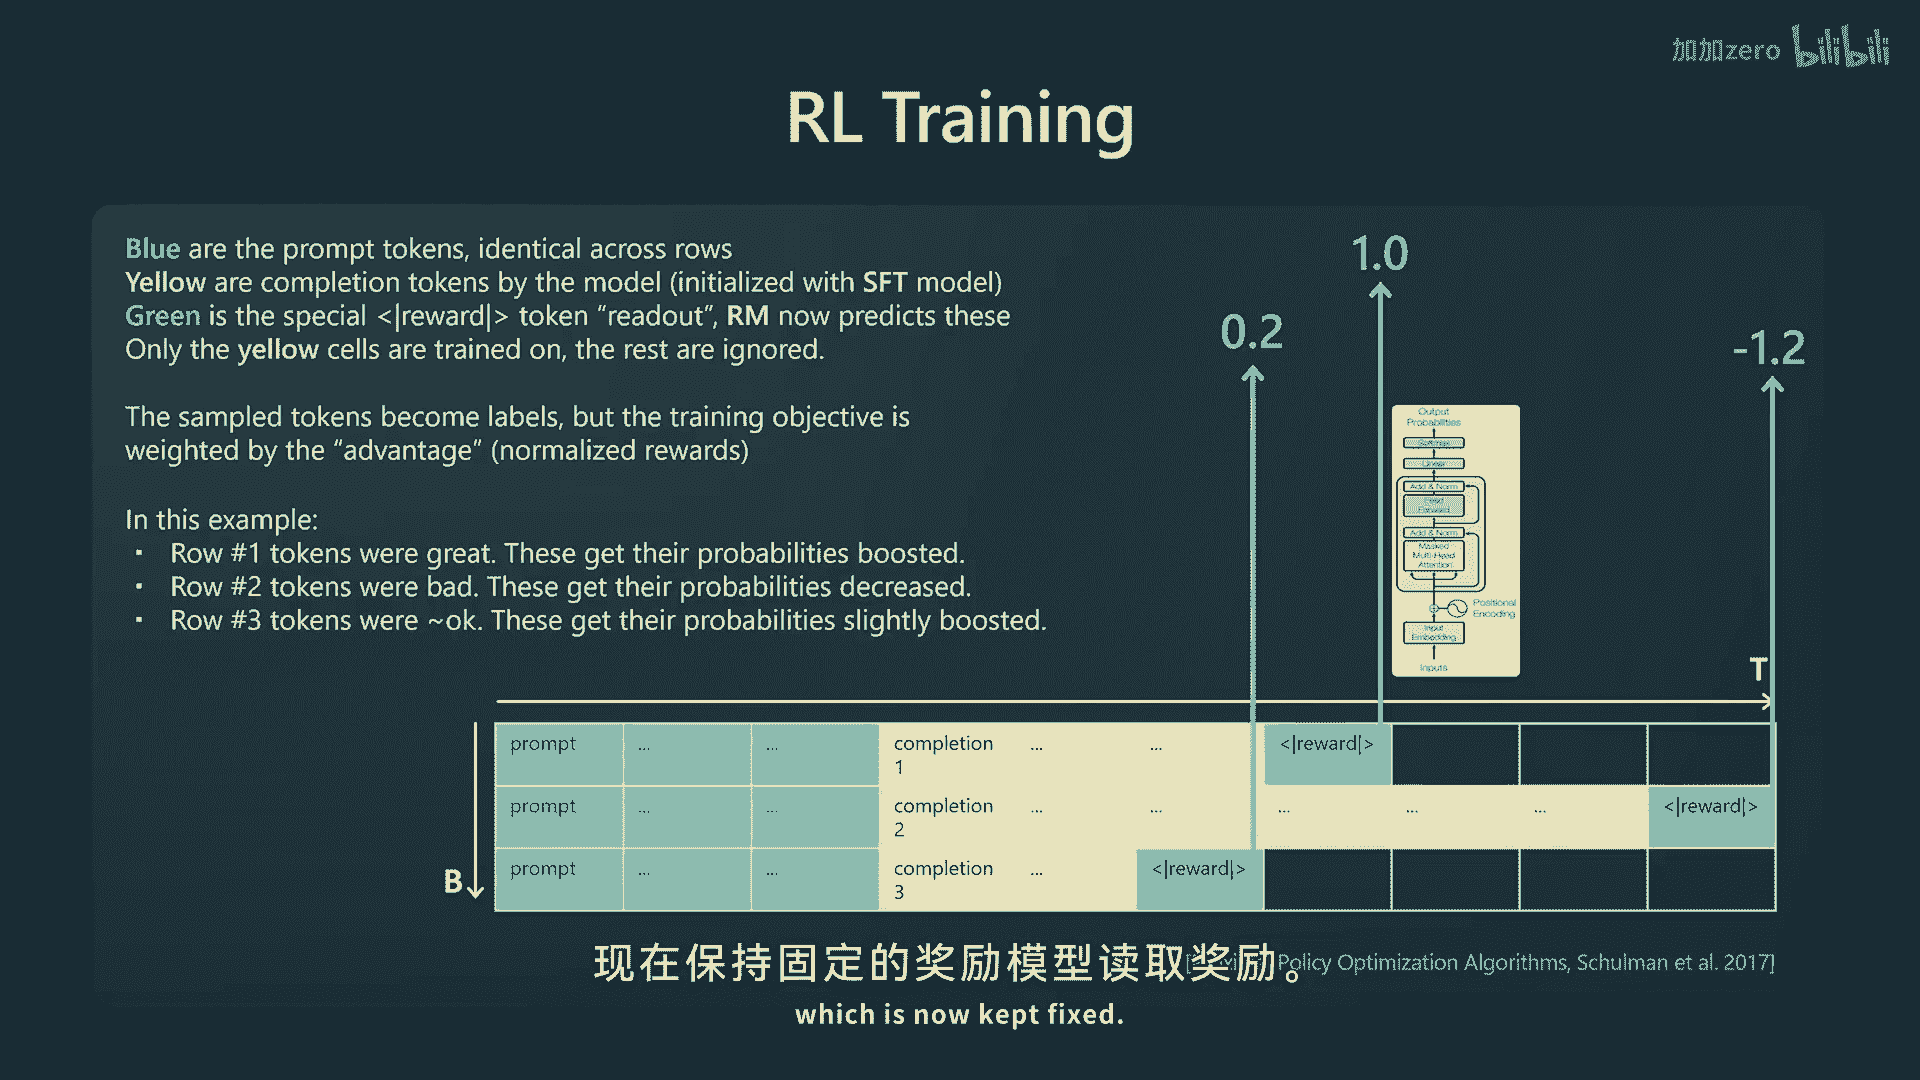 加加zero bilibili
RL Training
Blue are the prompt tokens, identical across rows
Yellow are completion tokens by the model (initialized with SFT model)
Green is the special <|reward|> token “readout”, RM now predicts these
Only the yellow cells are trained on, the rest are ignored.
The sampled tokens become labels, but the training objective is
weighted by the “advantage” (normalized rewards)
In this example:
· Row #1 tokens were great. These get their probabilities boosted.
· Row #2 tokens were bad. These get their probabilities decreased.
· Row #3 tokens were ~ok. These get their probabilities slightly boosted.
1.0
0.2
-1.2
Output
Probabilities
Softmax
Linear
Add & Norm
Feed
Forward
Add & Norm
Masked
Multi-Head
Attention
Positional
Encoding
Input
Embedding
Inputs
T
B
prompt ... ... completion 1 ... ... <|reward|>
prompt ... ... completion 2 ... ... ... ... ... <|reward|>
prompt ... ... completion 3 ... <|reward|>
Policy Optimization Algorithms, Schulman et al. 2017]
现在保持固定的奖励模型读取奖励。
which is now kept fixed.